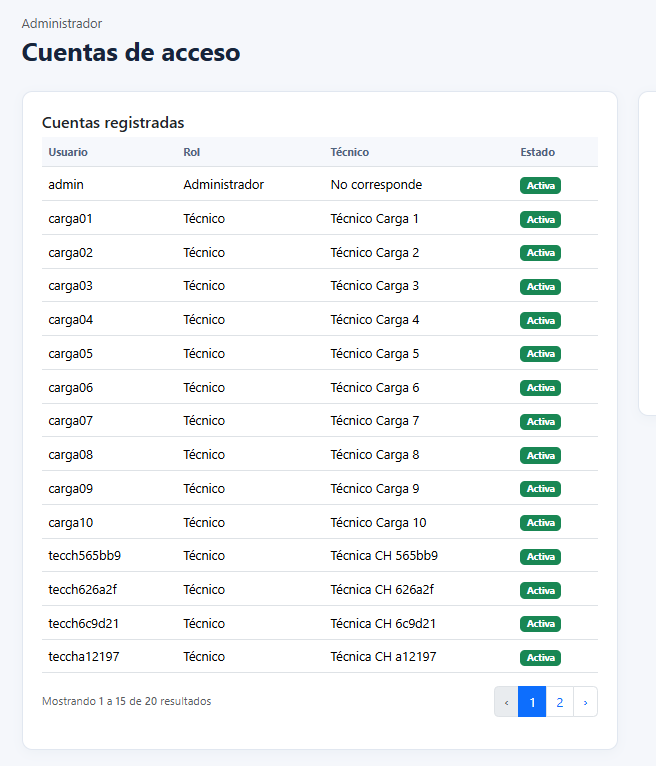 Administrador
Cuentas de acceso
Cuentas registradas
Usuario Rol Técnico Estado
admin Administrador No corresponde Activa
carga01 Técnico Técnico Carga 1 Activa
carga02 Técnico Técnico Carga 2 Activa
carga03 Técnico Técnico Carga 3 Activa
carga04 Técnico Técnico Carga 4 Activa
carga05 Técnico Técnico Carga 5 Activa
carga06 Técnico Técnico Carga 6 Activa
carga07 Técnico Técnico Carga 7 Activa
carga08 Técnico Técnico Carga 8 Activa
carga09 Técnico Técnico Carga 9 Activa
carga10 Técnico Técnico Carga 10 Activa
tecch565bb9 Técnico Técnica CH 565bb9 Activa
tecch626a2f Técnico Técnica CH 626a2f Activa
tecch6c9d21 Técnico Técnica CH 6c9d21 Activa
teccha12197 Técnico Técnica CH a12197 Activa
Mostrando 1 a 15 de 20 resultados ‹ 1 2 ›